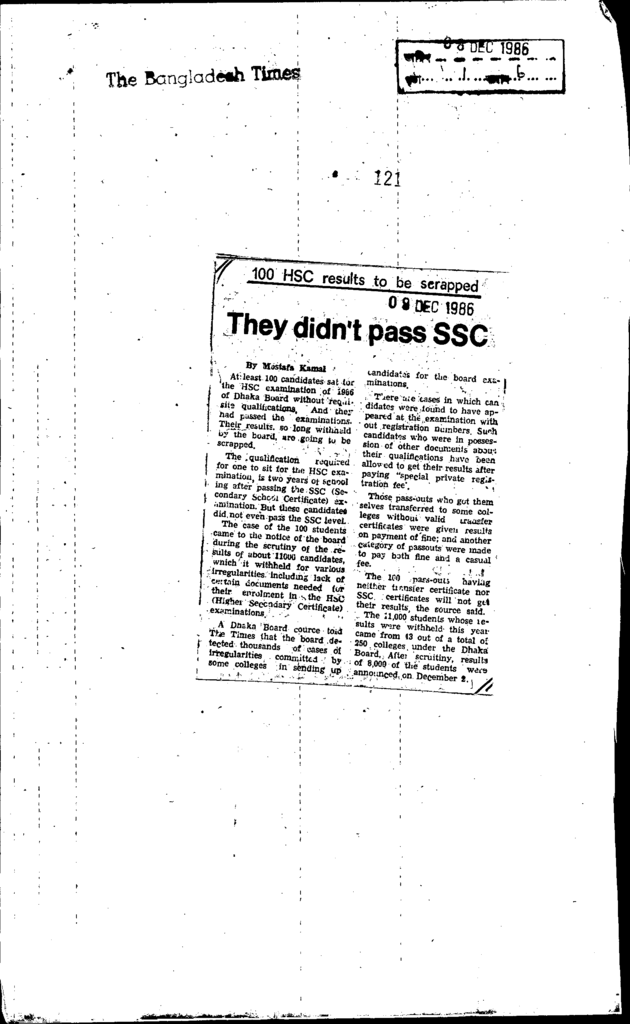 The Bangladesh Times
08 DEC 1986
121
100 HSC results to be scrapped
08 DEC 1986
They didn't pass SSC
By Mostafa Kamal
At least 100 candidates sat for
the HSC examination of 1986
of Dhaka Board without requi-
site qualifications. And they
had passed the examinations.
Their results, so long withheld
by the board, are going to be
scrapped.
The qualification required
for one to sit for the HSC exa-
mination, is two years of school
ing after passing the SSC (Se-
condary School Certificate) ex-
amination. But these candidates
did not even pass the SSC level.
The case of the 100 students
came to the notice of the board
during the scrutiny of the re-
sults of about 11000 candidates,
which it withheld for various
irregularities including lack of
certain documents needed for
their enrolment in the HSC
(Higher Secondary Certificate)
examinations.
A Dhaka Board cource told
The Times that the board de-
tected thousands of cases of
irregularities committed by
some colleges in sending up
candidates for the board exa-
minations.
There are cases in which can
didates were found to have ap-
peared at the examination with
out registration numbers. Such
candidates who were in posses-
sion of other documents about
their qualifications have been
allowed to get their results after
paying "special private regis-
tration fee".
Those pass-outs who got them
selves transferred to some col-
leges without valid transfer
certificates were given results
on payment of fine; and another
category of passouts were made
to pay both fine and a casual
fee.
The 100 pass-outs having
neither transfer certificate nor
SSC certificates will not get
their results, the source said.
The 11,000 students whose re-
sults were withheld this year
came from 43 out of a total of
250 colleges under the Dhaka
Board. After scruitiny, results
of 8,000 of the students were
announced on December 2.